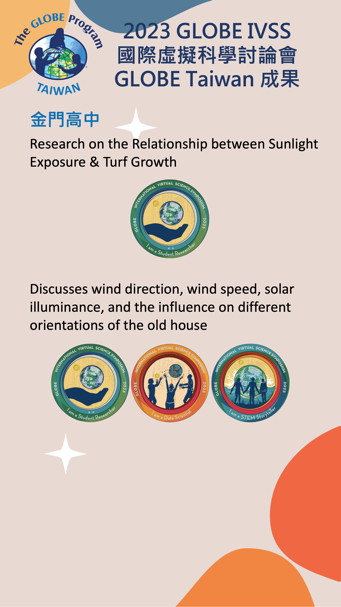 The GLOBE Program
TAIWAN
2023 GLOBE IVSS
國際虛擬科學討論會
GLOBE Taiwan 成果
金門高中
Research on the Relationship between Sunlight
Exposure & Turf Growth
INTERNATIONAL VIRTUAL SCIENCE SYMPOSIUM
GLOBE
2023
I am a Student Researcher
Discusses wind direction, wind speed, solar
illuminance, and the influence on different
orientations of the old house
INTERNATIONAL VIRTUAL SCIENCE SYMPOSIUM
GLOBE
2023
I am a Student Researcher
INTERNATIONAL VIRTUAL SCIENCE SYMPOSIUM
GLOBE
2023
I am a Data Scientist
INTERNATIONAL VIRTUAL SCIENCE SYMPOSIUM
GLOBE
2023
I am a STEM Storyteller